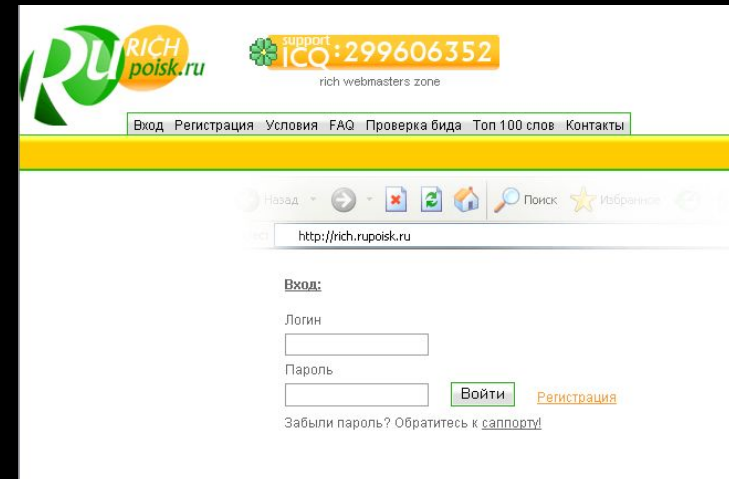 Ru RICH
poisk.ru
support
ICQ:299606352
rich webmasters zone
Вход Регистрация Условия FAQ Проверка бида Топ 100 слов Контакты
Назад Поиск Избранное
http://rich.rupoisk.ru
Вход:
Логин
Пароль
Войти Регистрация
Забыли пароль? Обратитесь к саппорту!